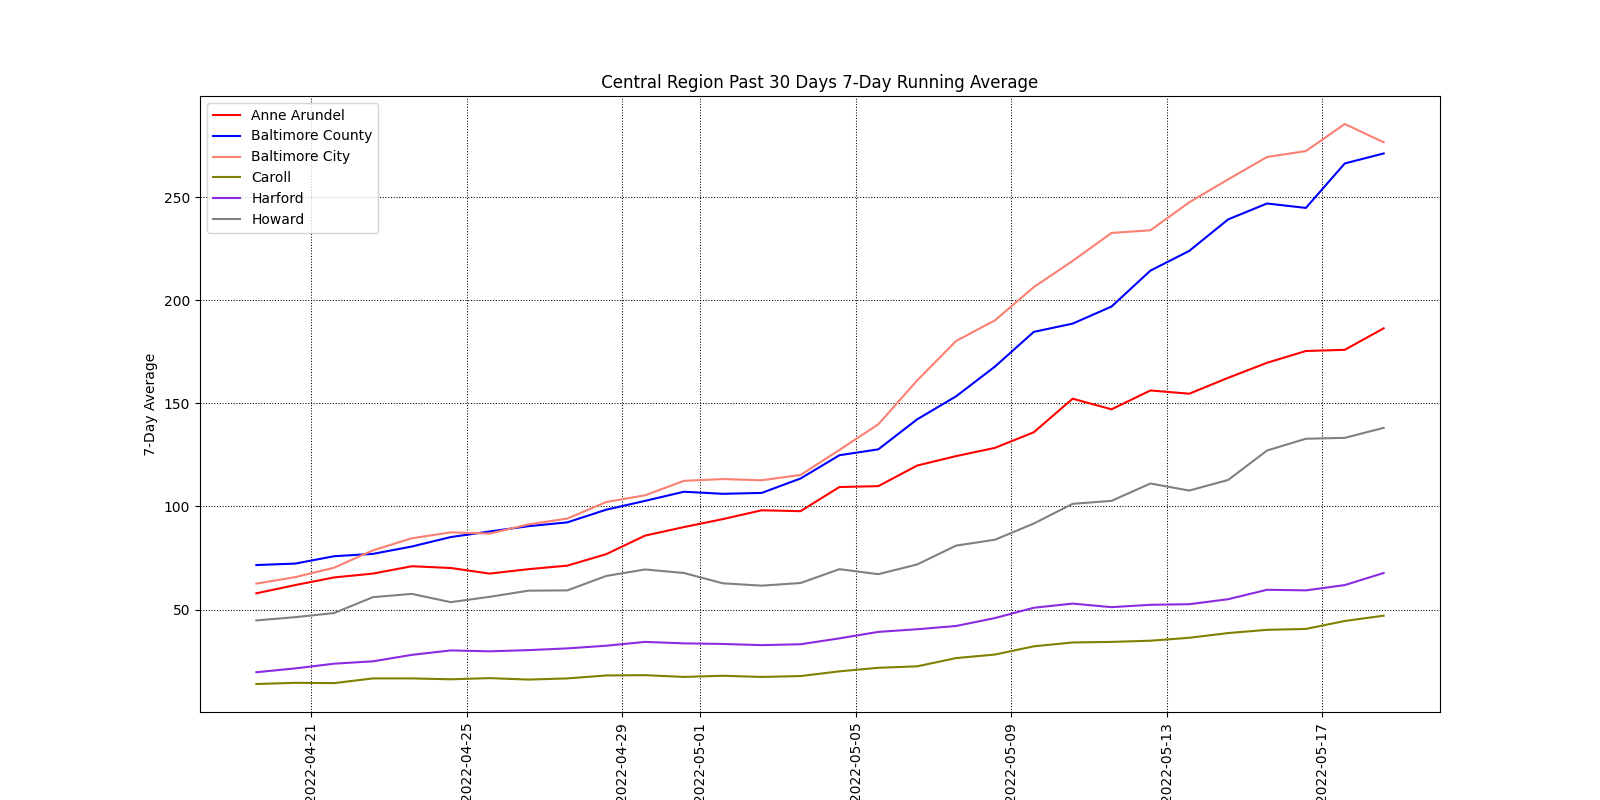 Central Region Past 30 Days 7-Day Running Average
Anne Arundel
Baltimore County
Baltimore City
Caroll
Harford
Howard
7-Day Average
250
200
150
100
50
2022-04-21
2022-04-25
2022-04-29
2022-05-01
2022-05-05
2022-05-09
2022-05-13
2022-05-17